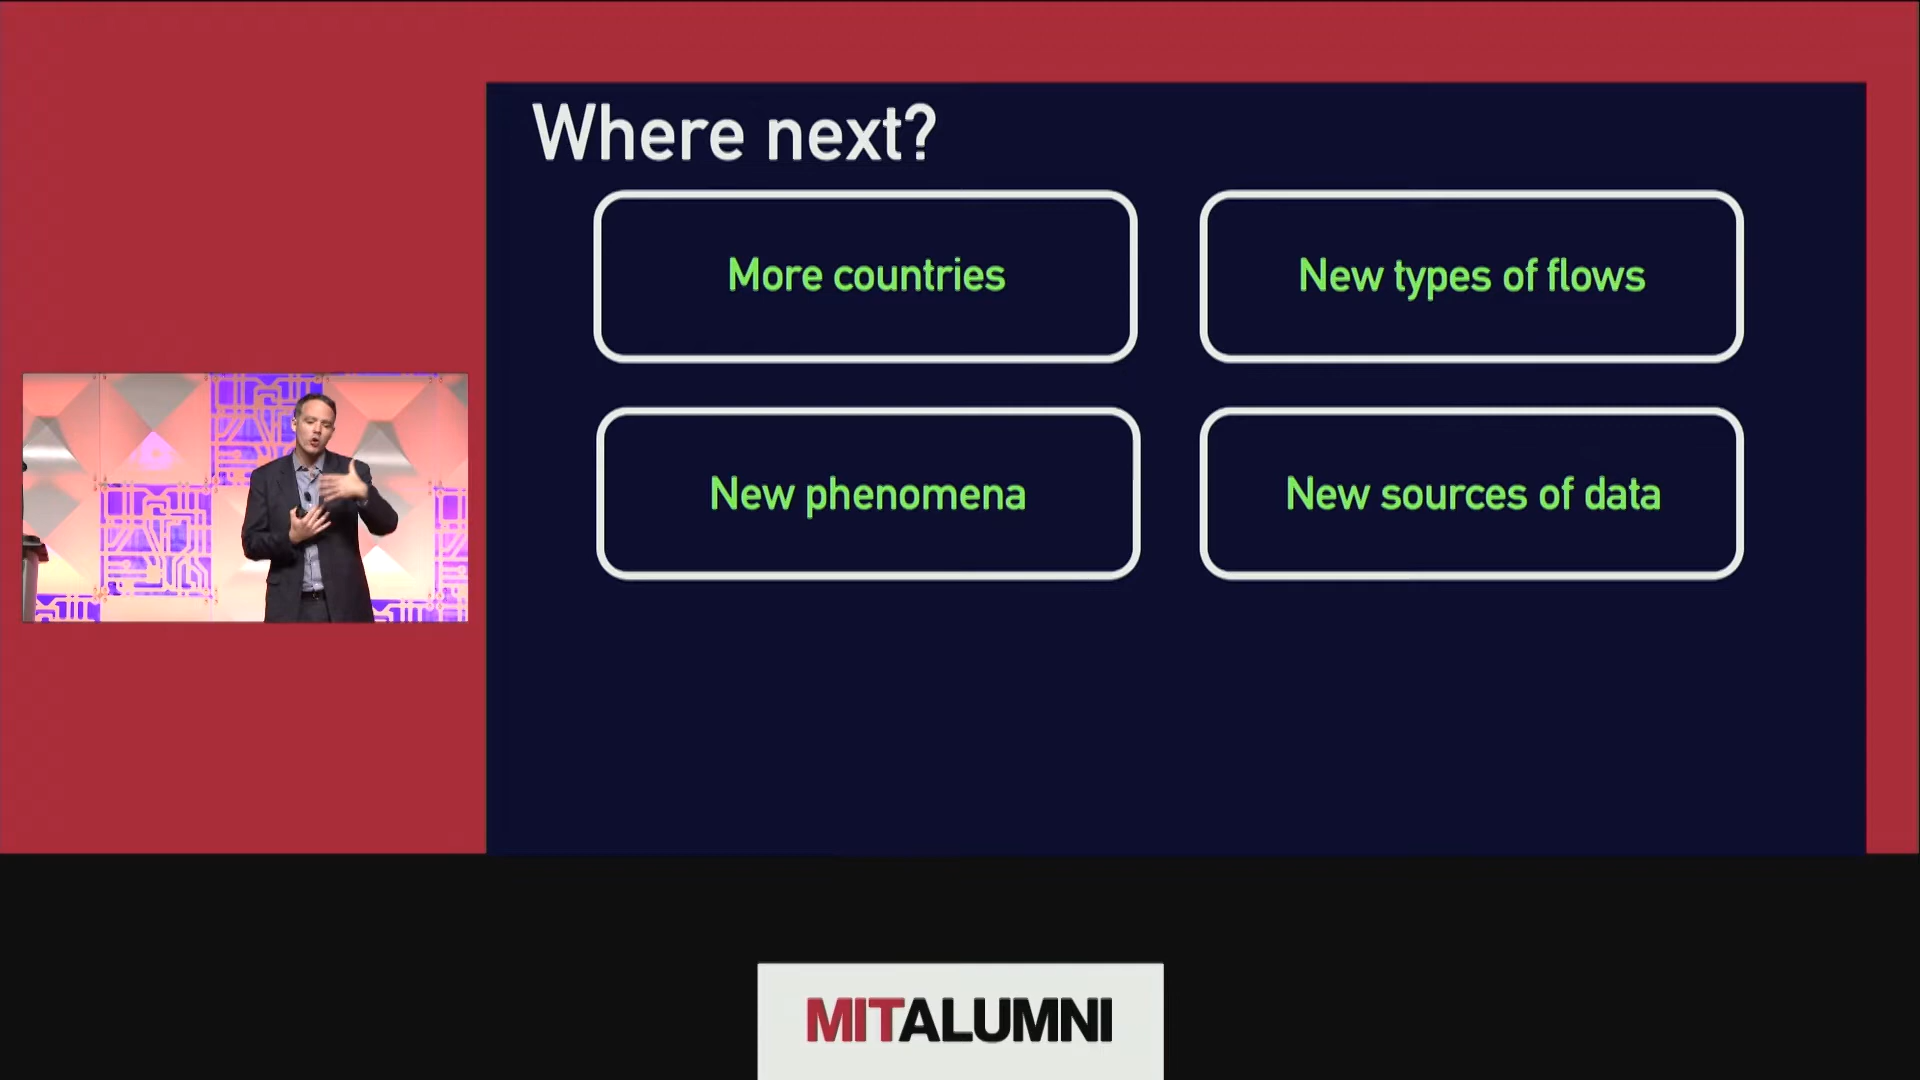 Where next?
More countries
New types of flows
New phenomena
New sources of data
MITALUMNI